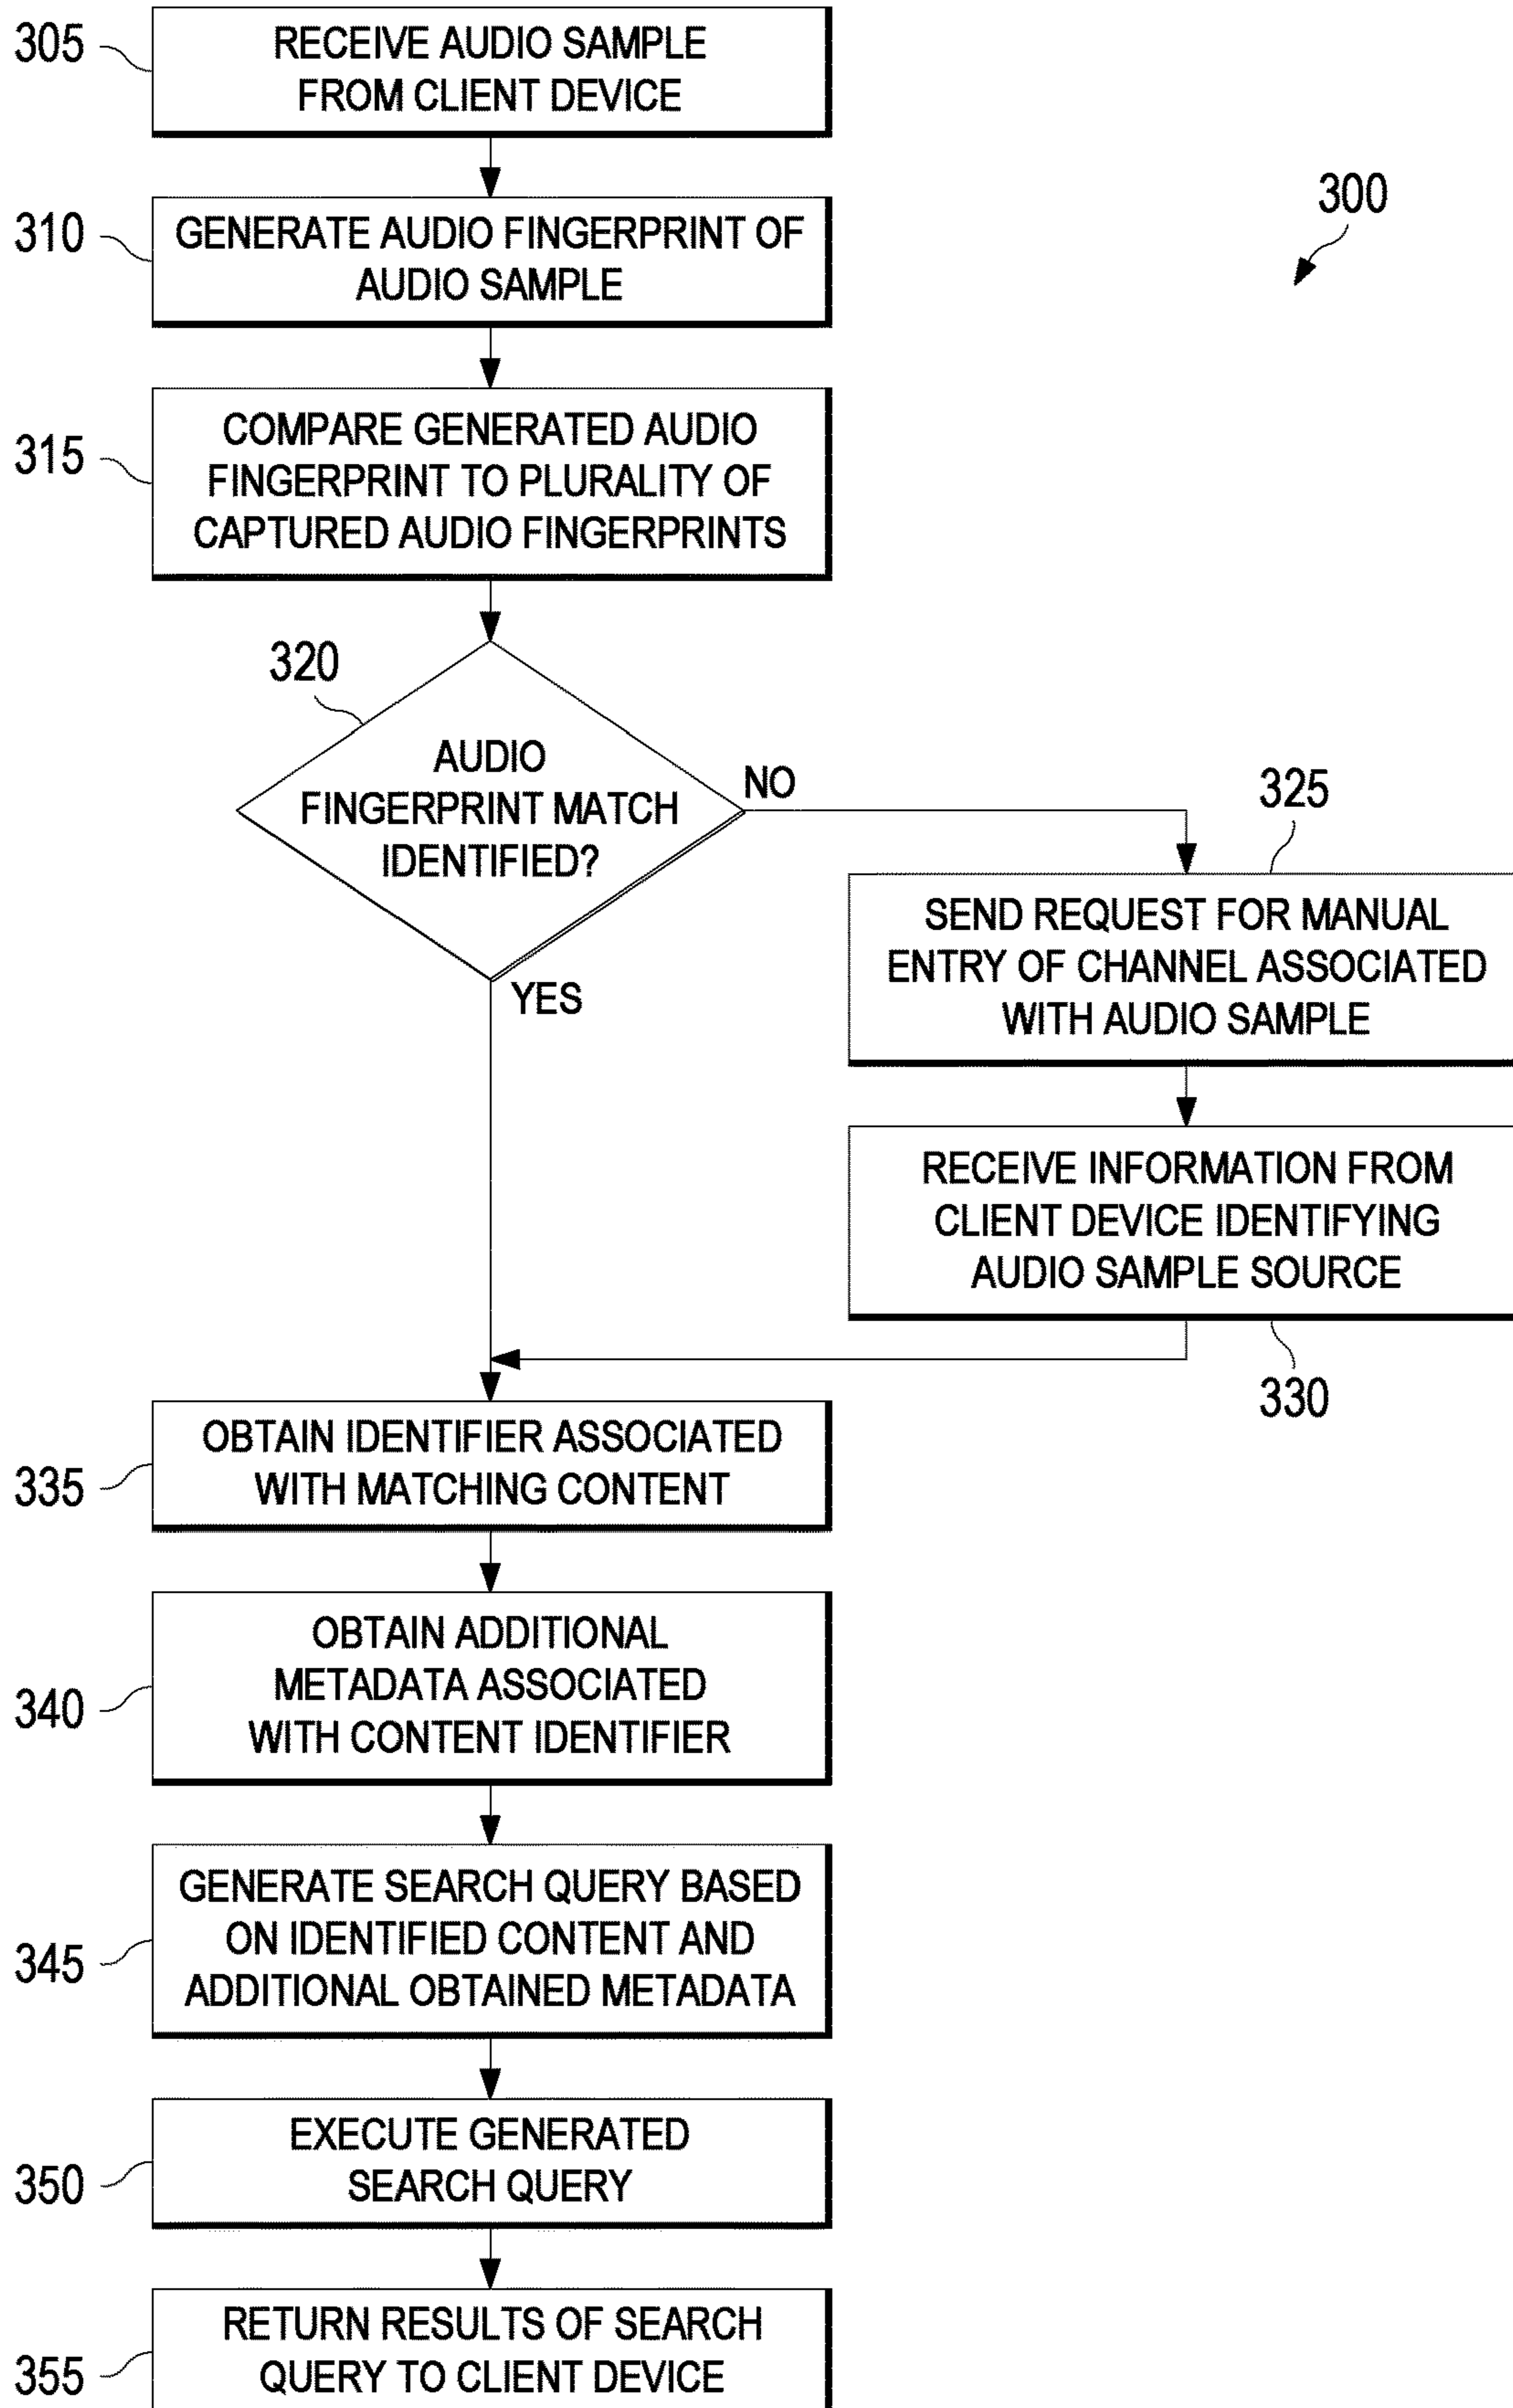 305
RECEIVE AUDIO SAMPLE
FROM CLIENT DEVICE
300
310
GENERATE AUDIO FINGERPRINT OF
AUDIO SAMPLE
315
COMPARE GENERATED AUDIO
FINGERPRINT TO PLURALITY OF
CAPTURED AUDIO FINGERPRINTS
320
AUDIO
FINGERPRINT MATCH
IDENTIFIED?
NO
YES
325
SEND REQUEST FOR MANUAL
ENTRY OF CHANNEL ASSOCIATED
WITH AUDIO SAMPLE
RECEIVE INFORMATION FROM
CLIENT DEVICE IDENTIFYING
AUDIO SAMPLE SOURCE
330
335
OBTAIN IDENTIFIER ASSOCIATED
WITH MATCHING CONTENT
340
OBTAIN ADDITIONAL
METADATA ASSOCIATED
WITH CONTENT IDENTIFIER
345
GENERATE SEARCH QUERY BASED
ON IDENTIFIED CONTENT AND
ADDITIONAL OBTAINED METADATA
350
EXECUTE GENERATED
SEARCH QUERY
355
RETURN RESULTS OF SEARCH
QUERY TO CLIENT DEVICE